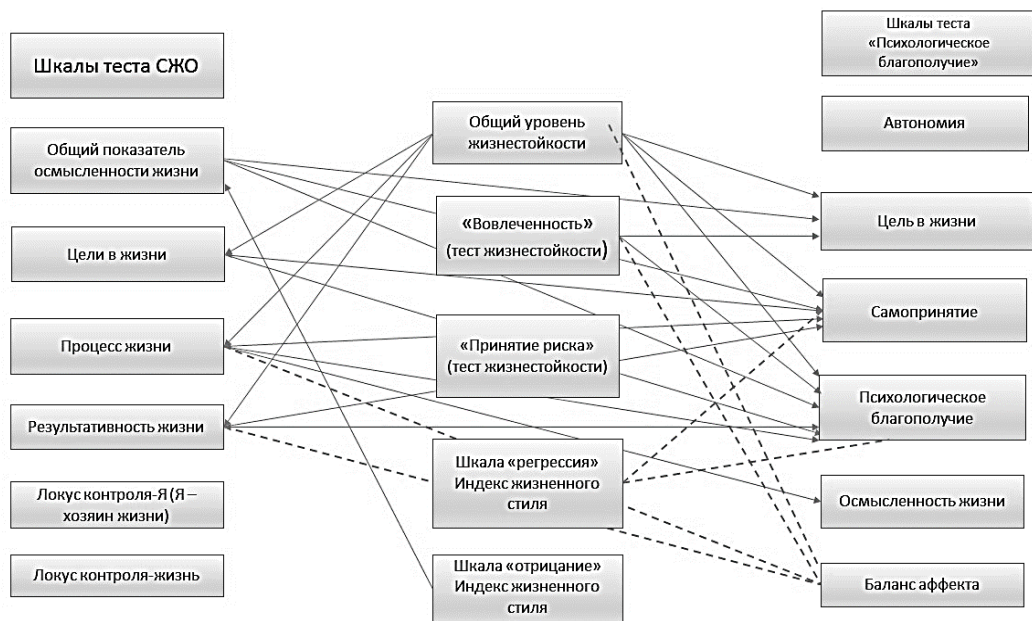 Шкалы теста СЖО
Общий показатель
осмысленности жизни
Цели в жизни
Процесс жизни
Результативность жизни
Локус контроля-Я (Я –
хозяин жизни)
Локус контроля-жизнь
Общий уровень
жизнестойкости
«Вовлеченность»
(тест жизнестойкости)
«Принятие риска»
(тест жизнестойкости)
Шкала «регрессия»
Индекс жизненного
стиля
Шкала «отрицание»
Индекс жизненного
стиля
Шкалы теста
«Психологическое
благополучие»
Автономия
Цель в жизни
Самопринятие
Психологическое
благополучие
Осмысленность жизни
Баланс аффекта